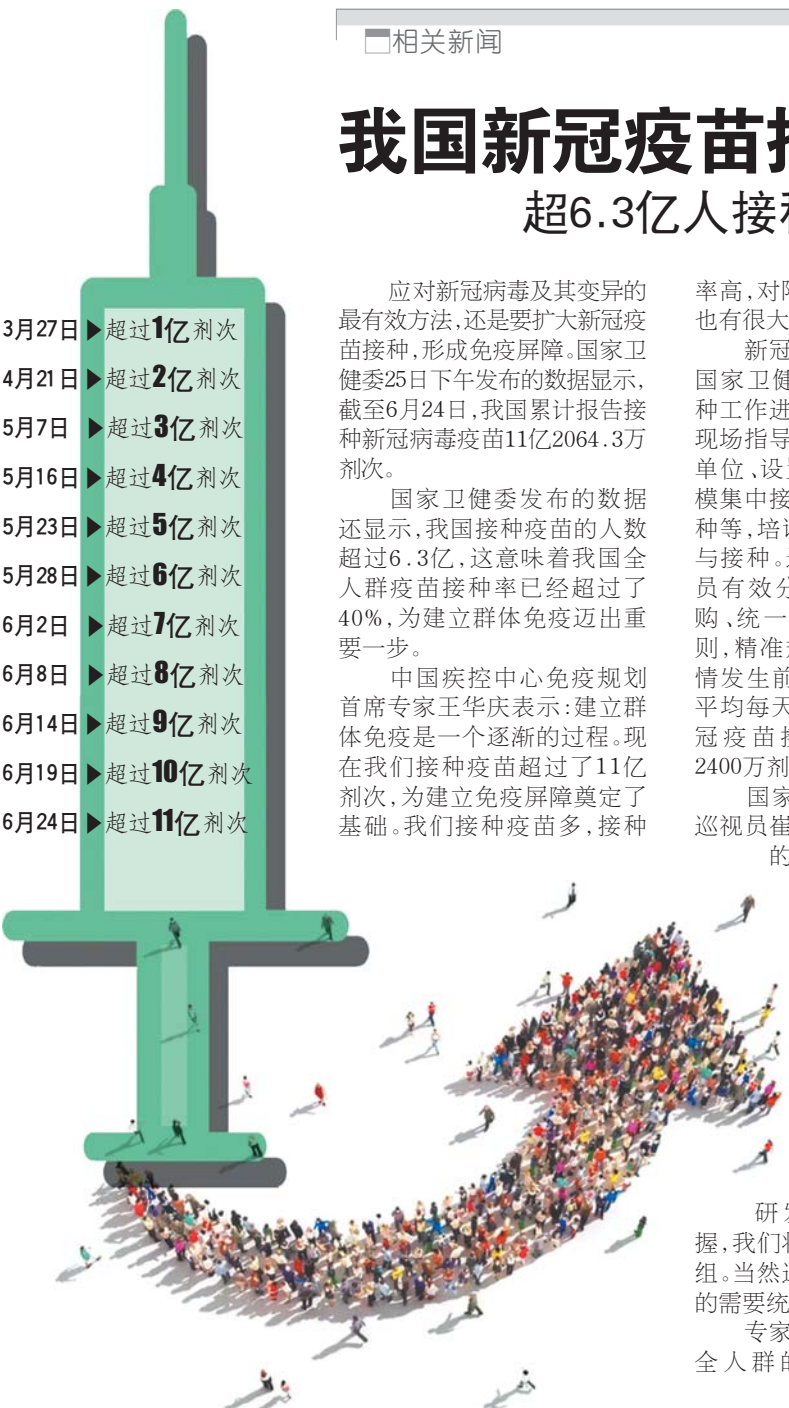 相关新闻
我国新冠疫苗
超6.3亿人接
3月27日▶超过1亿剂次
4月21日▶超过2亿剂次
5月7日▶超过3亿剂次
5月16日▶超过4亿剂次
5月23日▶超过5亿剂次
5月28日▶超过6亿剂次
6月2日▶超过7亿剂次
6月8日▶超过8亿剂次
6月14日▶超过9亿剂次
6月19日▶超过10亿剂次
6月24日▶超过11亿剂次
应对新冠病毒及其变异的
最有效方法,还是要扩大新冠疫
苗接种,形成免疫屏障。国家卫
健委25日下午发布的数据显示,
截至6月24日,我国累计报告接
种新冠病毒疫苗11亿2064.3万
剂次。
国家卫健委发布的数据
还显示,我国接种疫苗的人数
超过6.3亿,这意味着我国全
人群疫苗接种率已经超过了
40%,为建立群体免疫迈出重
要一步。
中国疾控中心免疫规划
首席专家王华庆表示:建立群
体免疫是一个逐渐的过程。现
在我们接种疫苗超过了11亿
剂次,为建立免疫屏障奠定了
基础。我们接种疫苗多,接种
率高,对
也有很大
新冠
国家卫健
种工作进
现场指导
单位、设
模集中接
种等,培
与接种。
员有效分
购、统一
则,精准
情发生前
平均每天
冠疫苗
2400万剂
国家
巡视员崔
的
研发
握,我们
组。当然
的需要统
专家
全人群的